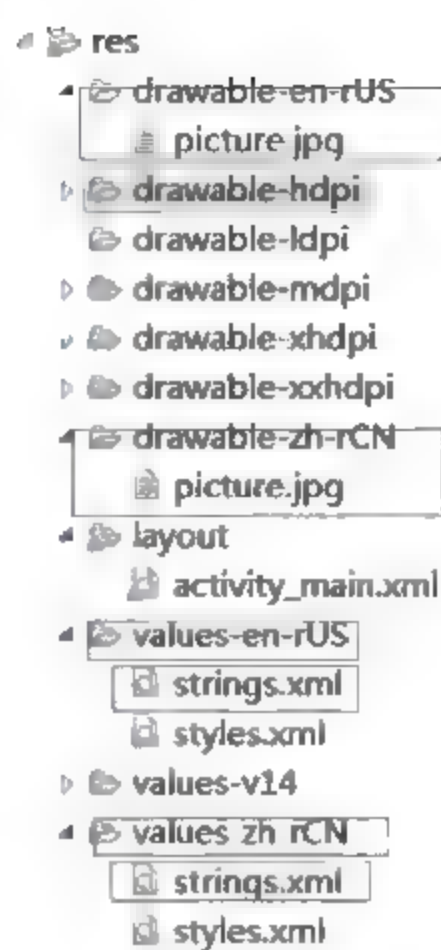 res
drawable-en-rUS
picture.jpg
drawable-hdpi
drawable-ldpi
drawable-mdpi
drawable-xhdpi
drawable-xxhdpi
drawable-zh-rCN
picture.jpg
layout
activity_main.xml
values-en-rUS
strings.xml
styles.xml
values-v14
values-zh-rCN
strings.xml
styles.xml